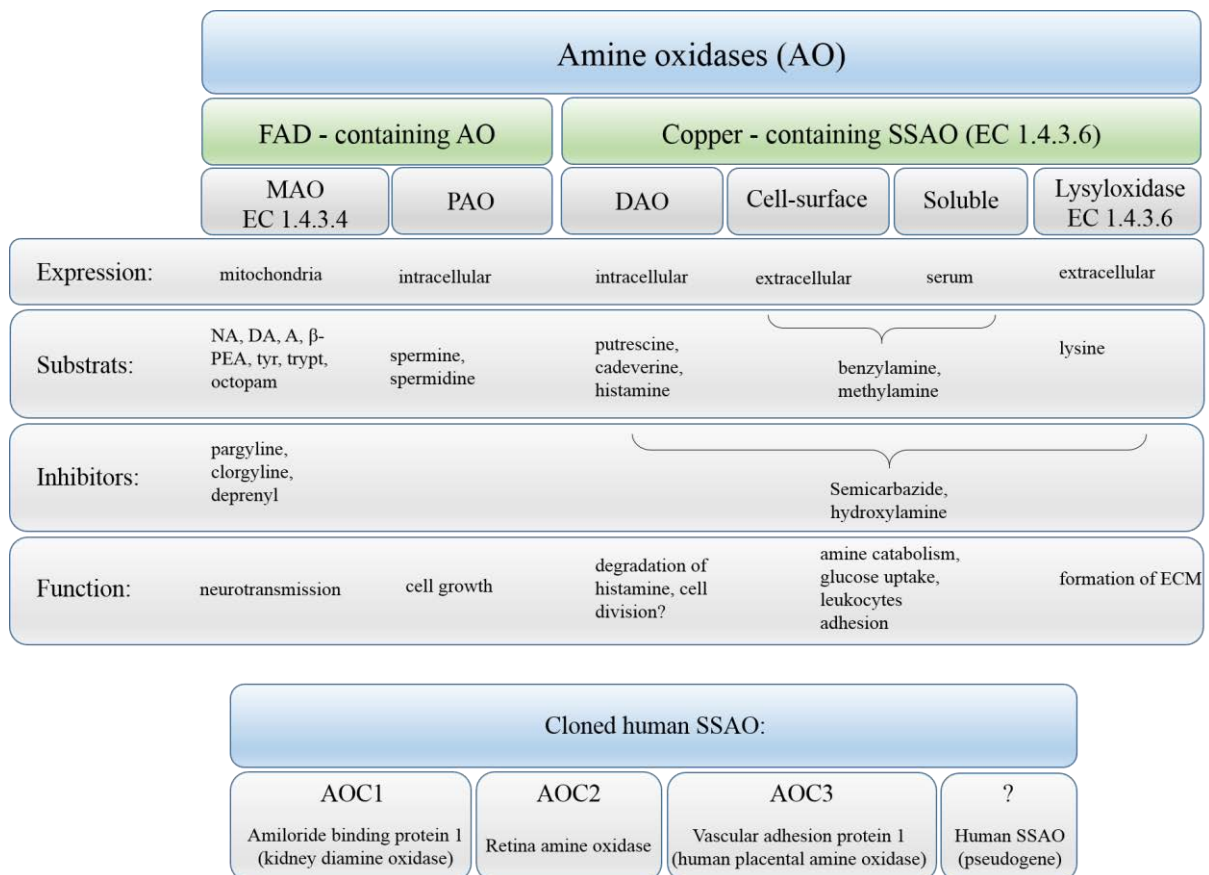 Amine oxidases (AO)
FAD - containing AO
Copper - containing SSAO (EC 1.4.3.6)
MAO
EC 1.4.3.4
PAO
DAO
Cell-surface
Soluble
Lysyloxidase
EC 1.4.3.6
Expression:
mitochondria
intracellular
intracellular
extracellular
serum
extracellular
Substrats:
NA, DA, A, β-
PEA, tyr, trypt,
octopam
spermine,
spermidine
putrescine,
cadeverine,
histamine
benzylamine,
methylamine
lysine
Inhibitors:
pargyline,
clorgyline,
deprenyl
Semicarbazide,
hydroxylamine
Function:
neurotransmission
cell growth
degradation of
histamine, cell
division?
amine catabolism,
glucose uptake,
leukocytes
adhesion
formation of ECM
Cloned human SSAO:
AOC1
Amiloride binding protein 1
(kidney diamine oxidase)
AOC2
Retina amine oxidase
AOC3
Vascular adhesion protein 1
(human placental amine oxidase)
?
Human SSAO
(pseudogene)